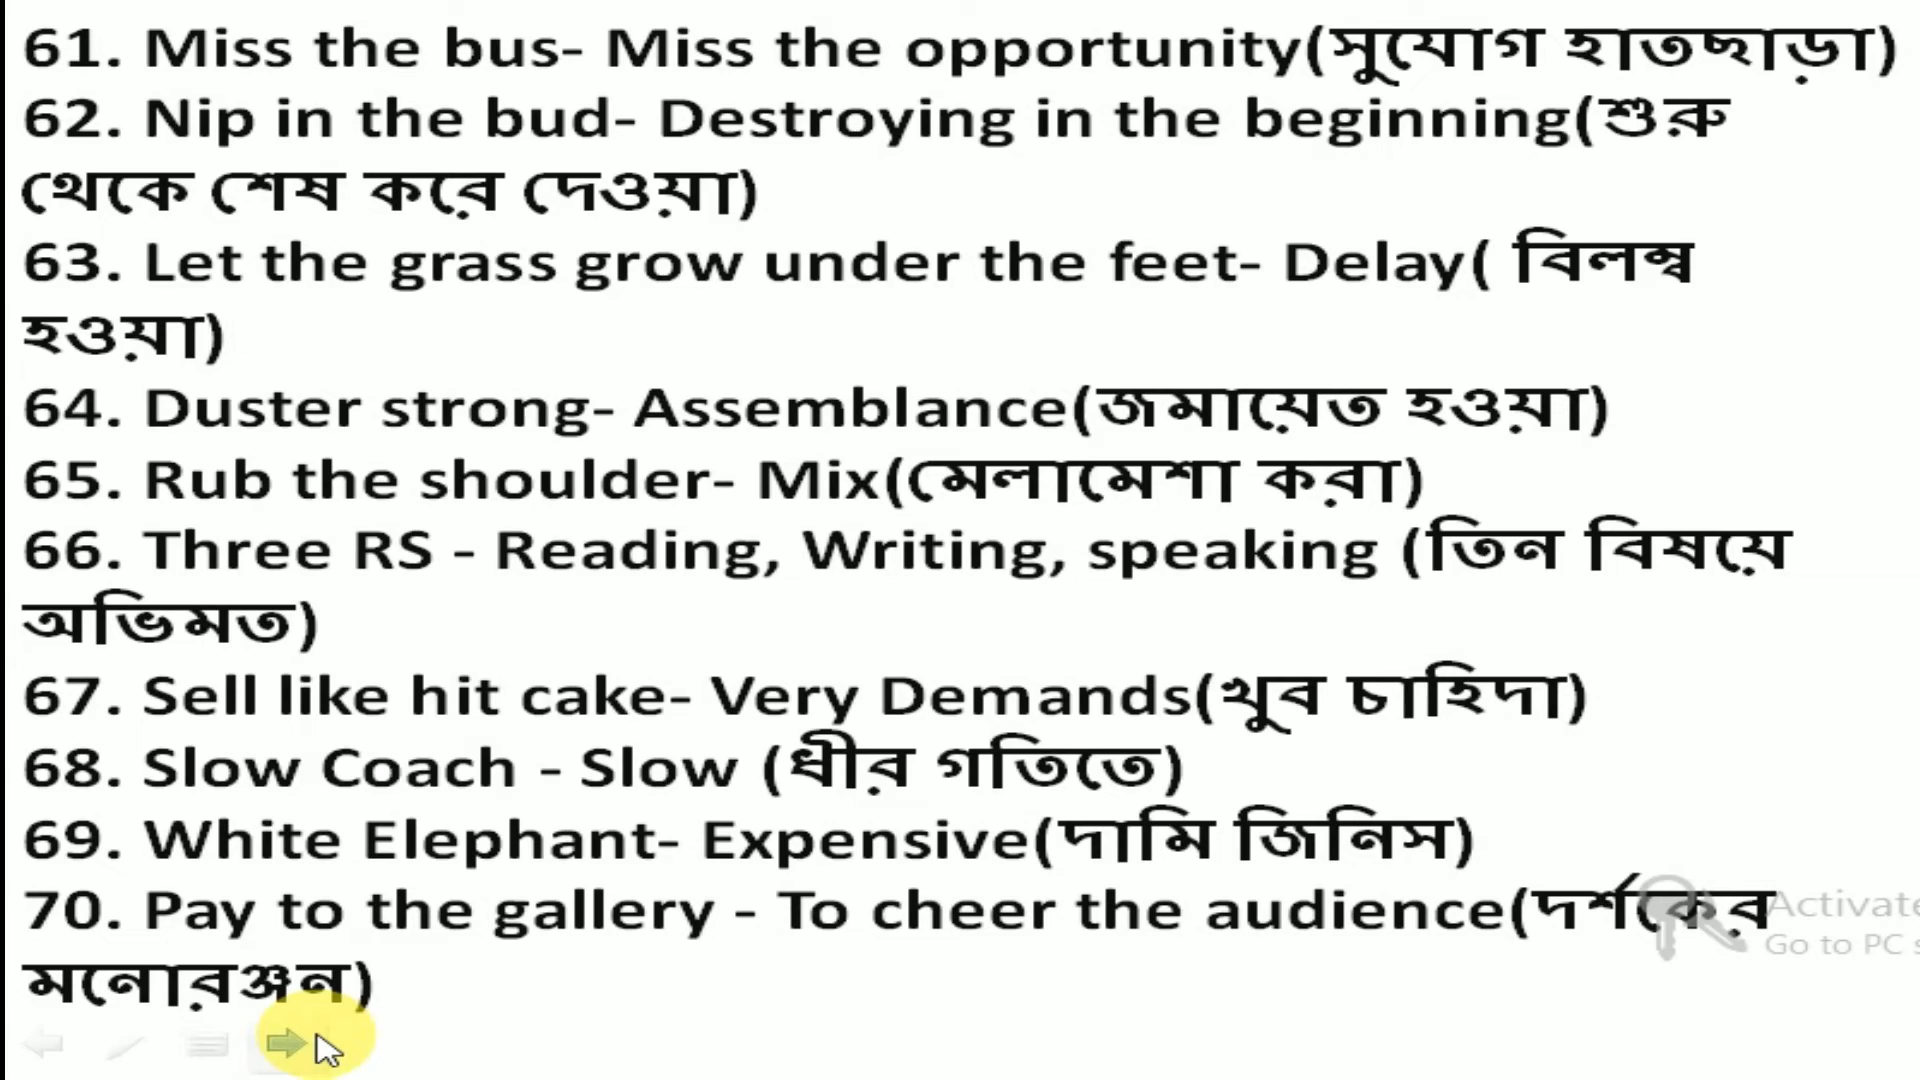 61. Miss the bus- Miss the opportunity(সুযোগ হাতছাড়া)
62. Nip in the bud- Destroying in the beginning(শুরু
থেকে শেষ করে দেওয়া)
63. Let the grass grow under the feet- Delay( বিলম্ব
হওয়া)
64. Duster strong- Assemblance(জমায়েত হওয়া)
65. Rub the shoulder- Mix(মেলামেশা করা)
66. Three RS - Reading, Writing, speaking (তিন বিষয়ে
অভিমত)
67. Sell like hit cake- Very Demands(খুব চাহিদা)
68. Slow Coach - Slow (ধীর গতিতে)
69. White Elephant- Expensive(দামি জিনিস)
70. Pay to the gallery - To cheer the audience(দর্শকের
মনোরঞ্জন)
Activate
Go to PC s